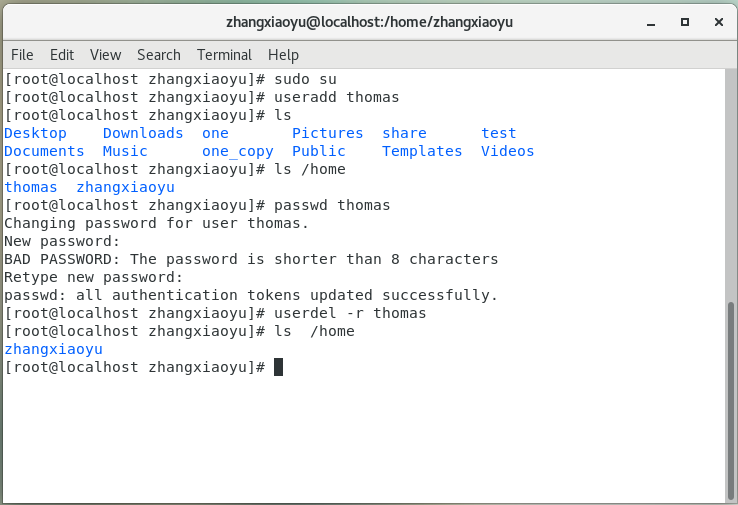 zhangxiaoyu@localhost:/home/zhangxiaoyu
File Edit View Search Terminal Help
[root@localhost zhangxiaoyu]# sudo su
[root@localhost zhangxiaoyu]# useradd thomas
[root@localhost zhangxiaoyu]# ls
Desktop    Downloads  one       Pictures  share      test
Documents  Music      one_copy  Public    Templates  Videos
[root@localhost zhangxiaoyu]# ls /home
thomas  zhangxiaoyu
[root@localhost zhangxiaoyu]# passwd thomas
Changing password for user thomas.
New password:
BAD PASSWORD: The password is shorter than 8 characters
Retype new password:
passwd: all authentication tokens updated successfully.
[root@localhost zhangxiaoyu]# userdel -r thomas
[root@localhost zhangxiaoyu]# ls  /home
zhangxiaoyu
[root@localhost zhangxiaoyu]#